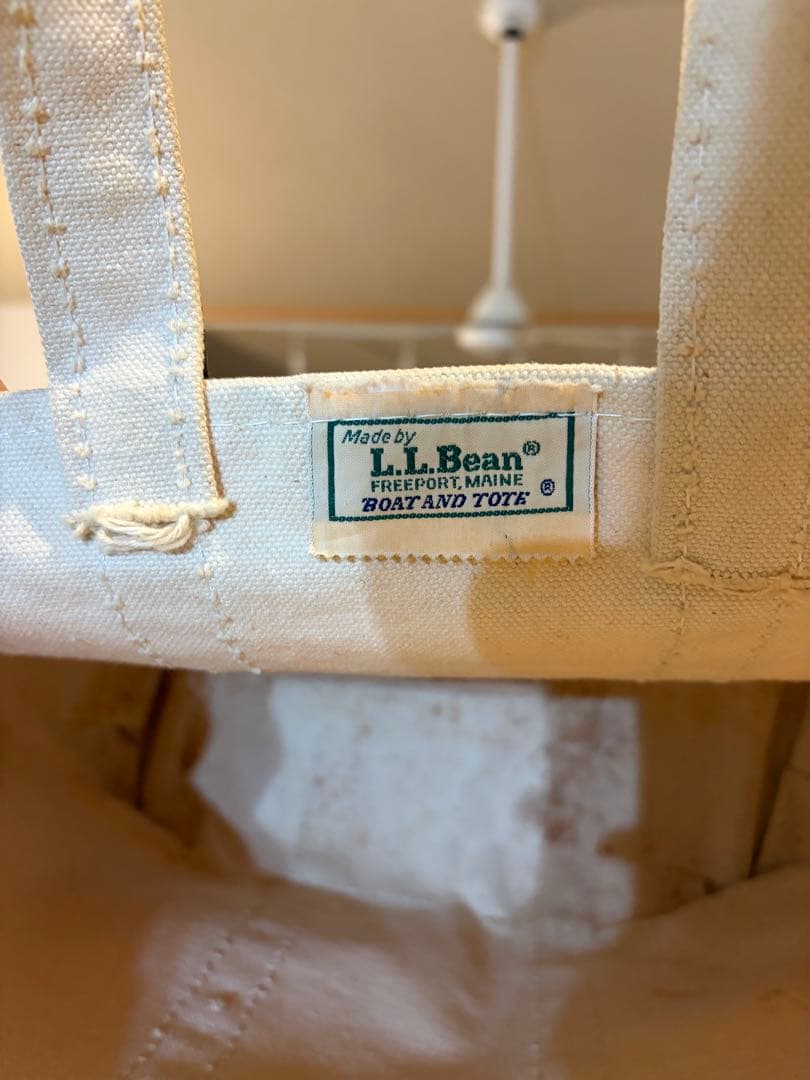 Made by
L.L.Bean®
FREEPORT, MAINE
BOAT AND TOTE ®